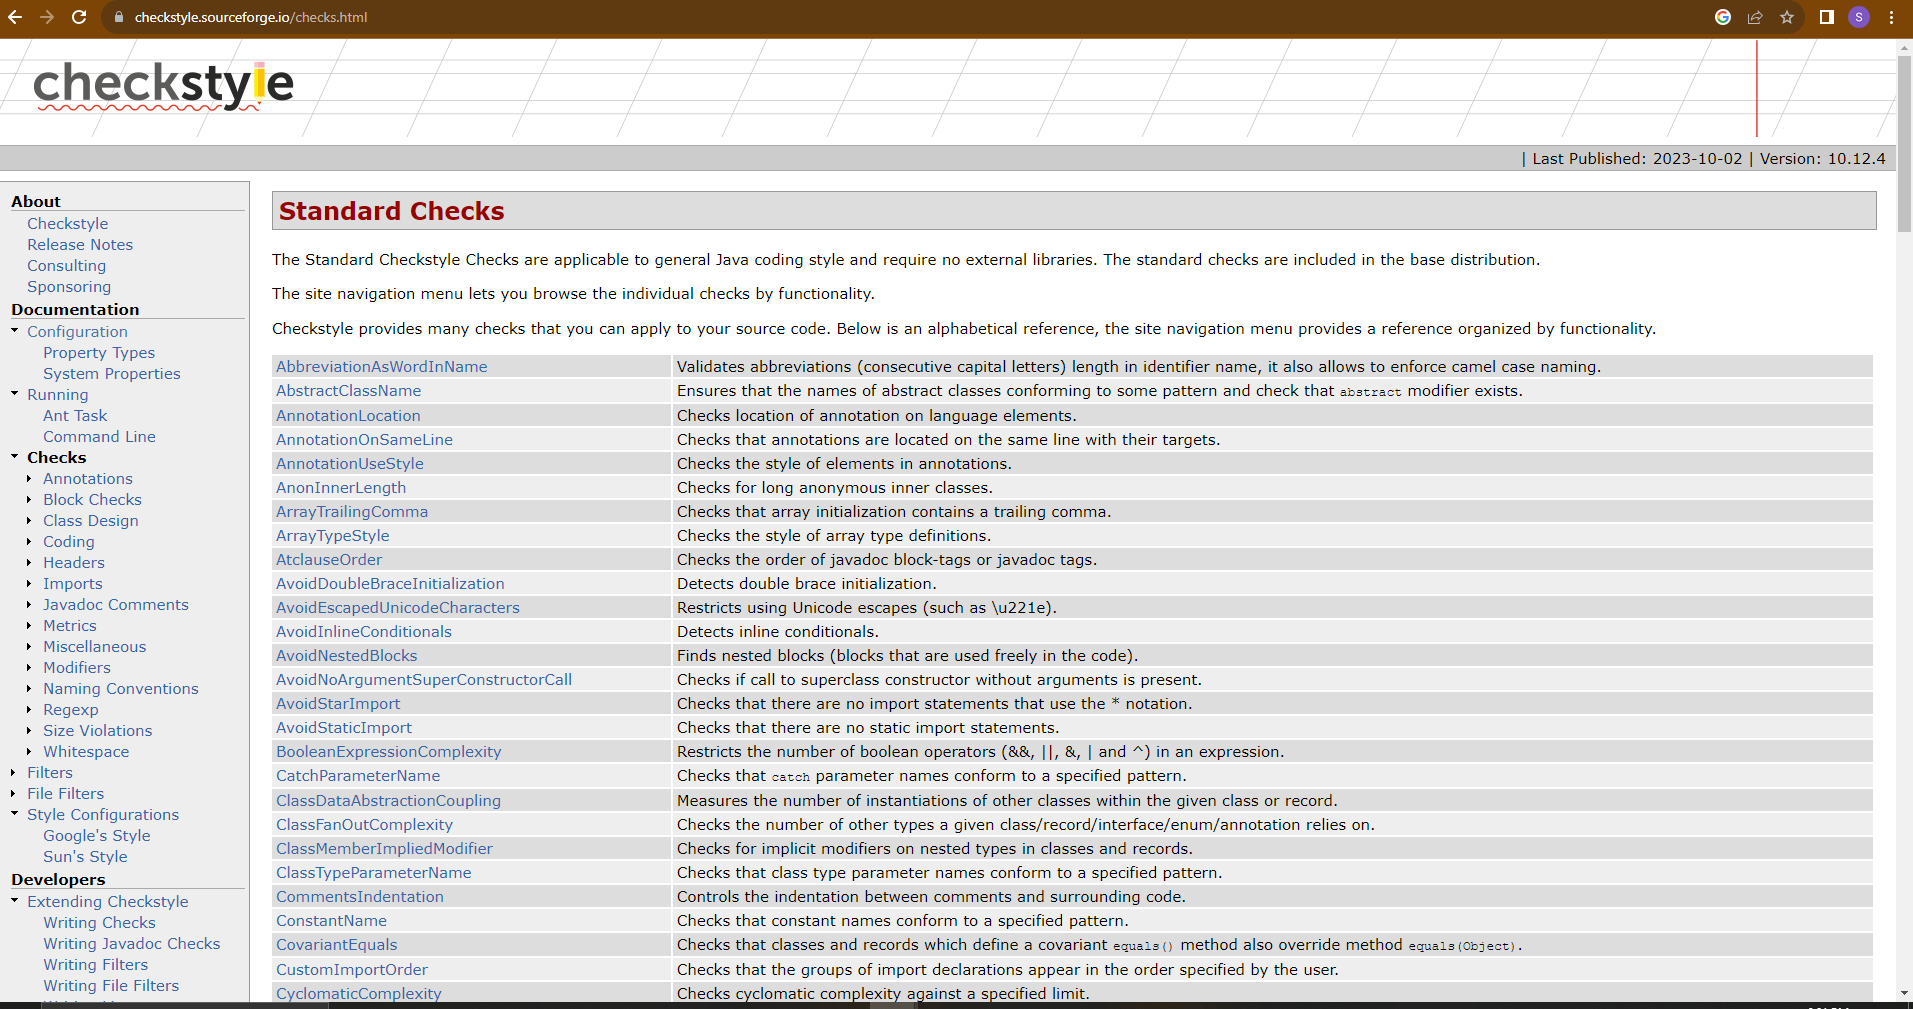 checkstyle.sourceforge.io/checks.html
S
checkstyle
| Last Published: 2023-10-02 | Version: 10.12.4
About
Checkstyle
Release Notes
Consulting
Sponsoring
Documentation
Configuration
Property Types
System Properties
Running
Ant Task
Command Line
Checks
Annotations
Block Checks
Class Design
Coding
Headers
Imports
Javadoc Comments
Metrics
Miscellaneous
Modifiers
Naming Conventions
Regexp
Size Violations
Whitespace
Filters
File Filters
Style Configurations
Google's Style
Sun's Style
Developers
Extending Checkstyle
Writing Checks
Writing Javadoc Checks
Writing Filters
Writing File Filters
Standard Checks
The Standard Checkstyle Checks are applicable to general Java coding style and require no external libraries. The standard checks are included in the base distribution.
The site navigation menu lets you browse the individual checks by functionality.
Checkstyle provides many checks that you can apply to your source code. Below is an alphabetical reference, the site navigation menu provides a reference organized by functionality.
AbbreviationAsWordInName Validates abbreviations (consecutive capital letters) length in identifier name, it also allows to enforce camel case naming.
AbstractClassName Ensures that the names of abstract classes conforming to some pattern and check that abstract modifier exists.
AnnotationLocation Checks location of annotation on language elements.
AnnotationOnSameLine Checks that annotations are located on the same line with their targets.
AnnotationUseStyle Checks the style of elements in annotations.
AnonInnerLength Checks for long anonymous inner classes.
ArrayTrailingComma Checks that array initialization contains a trailing comma.
ArrayTypeStyle Checks the style of array type definitions.
AtclauseOrder Checks the order of javadoc block-tags or javadoc tags.
AvoidDoubleBraceInitialization Detects double brace initialization.
AvoidEscapedUnicodeCharacters Restricts using Unicode escapes (such as \u221e).
AvoidInlineConditionals Detects inline conditionals.
AvoidNestedBlocks Finds nested blocks (blocks that are used freely in the code).
AvoidNoArgumentSuperConstructorCall Checks if call to superclass constructor without arguments is present.
AvoidStarImport Checks that there are no import statements that use the * notation.
AvoidStaticImport Checks that there are no static import statements.
BooleanExpressionComplexity Restricts the number of boolean operators (&&, ||, &, | and ^) in an expression.
CatchParameterName Checks that catch parameter names conform to a specified pattern.
ClassDataAbstractionCoupling Measures the number of instantiations of other classes within the given class or record.
ClassFanOutComplexity Checks the number of other types a given class/record/interface/enum/annotation relies on.
ClassMemberImpliedModifier Checks for implicit modifiers on nested types in classes and records.
ClassTypeParameterName Checks that class type parameter names conform to a specified pattern.
CommentsIndentation Controls the indentation between comments and surrounding code.
ConstantName Checks that constant names conform to a specified pattern.
CovariantEquals Checks that classes and records which define a covariant equals() method also override method equals(Object).
CustomImportOrder Checks that the groups of import declarations appear in the order specified by the user.
CyclomaticComplexity Checks cyclomatic complexity against a specified limit.